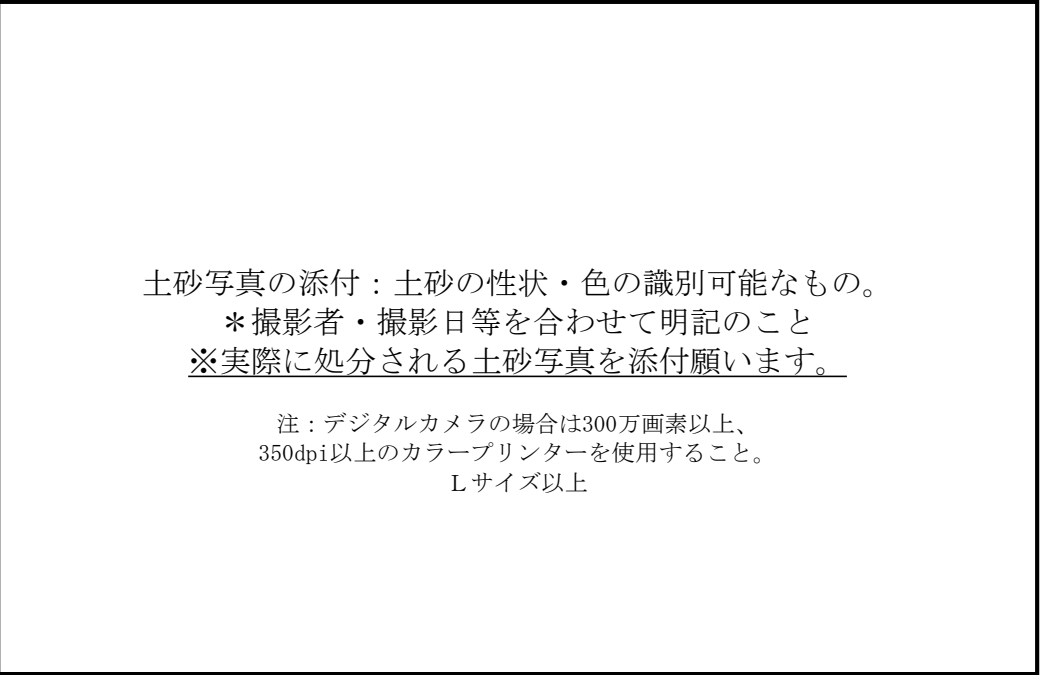 土砂写真の添付：土砂の性状・色の識別可能なもの。
＊撮影者・撮影日等を合わせて明記のこと
※実際に処分される土砂写真を添付願います。
注：デジタルカメラの場合は300万画素以上、
350dpi以上のカラープリンターを使用すること。
Ｌサイズ以上